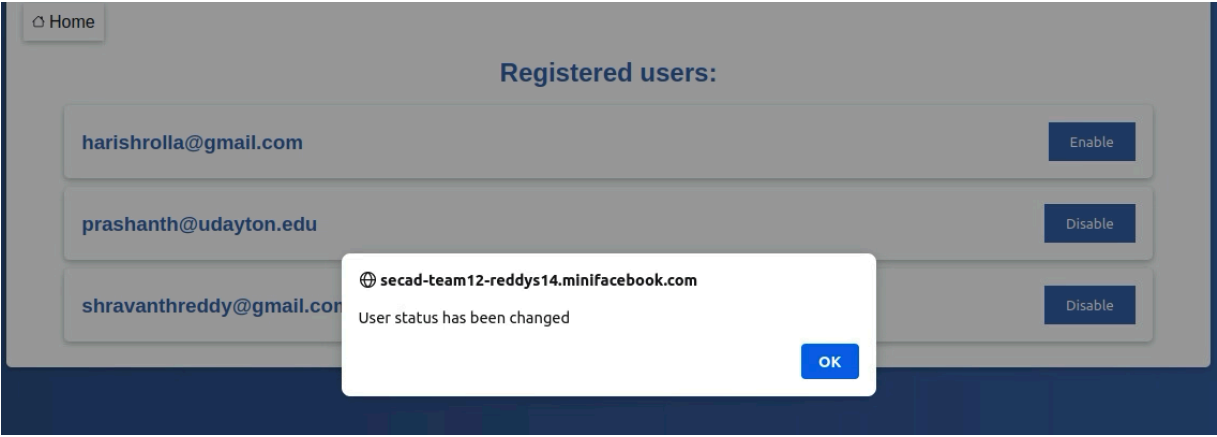 Home
Registered users:
harishrolla@gmail.com
Enable
prashanth@udayton.edu
Disable
shravanthreddy@gmail.com
Disable
secad-team12-reddys14.minifacebook.com
User status has been changed
OK